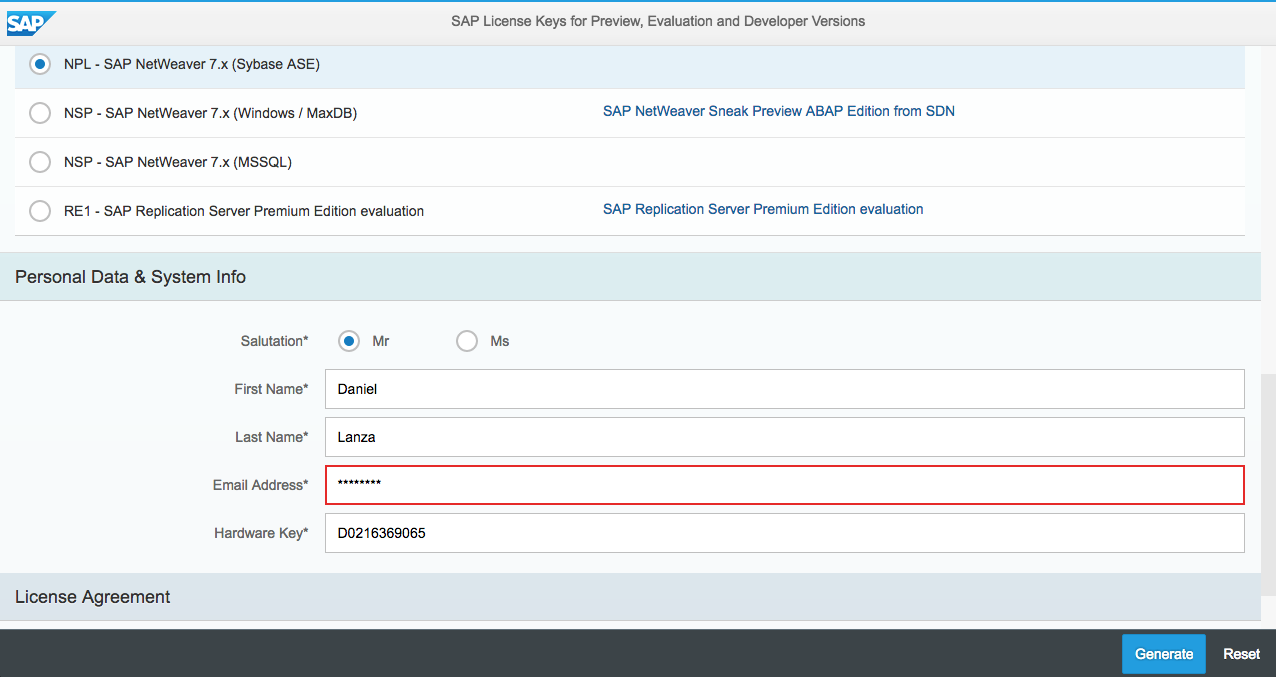 SAP
SAP License Keys for Preview, Evaluation and Developer Versions
NPL - SAP NetWeaver 7.x (Sybase ASE)
NSP - SAP NetWeaver 7.x (Windows / MaxDB) SAP NetWeaver Sneak Preview ABAP Edition from SDN
NSP - SAP NetWeaver 7.x (MSSQL)
RE1 - SAP Replication Server Premium Edition evaluation SAP Replication Server Premium Edition evaluation
Personal Data & System Info
Salutation* Mr Ms
First Name* Daniel
Last Name* Lanza
Email Address* ********
Hardware Key* D0216369065
License Agreement
Generate Reset